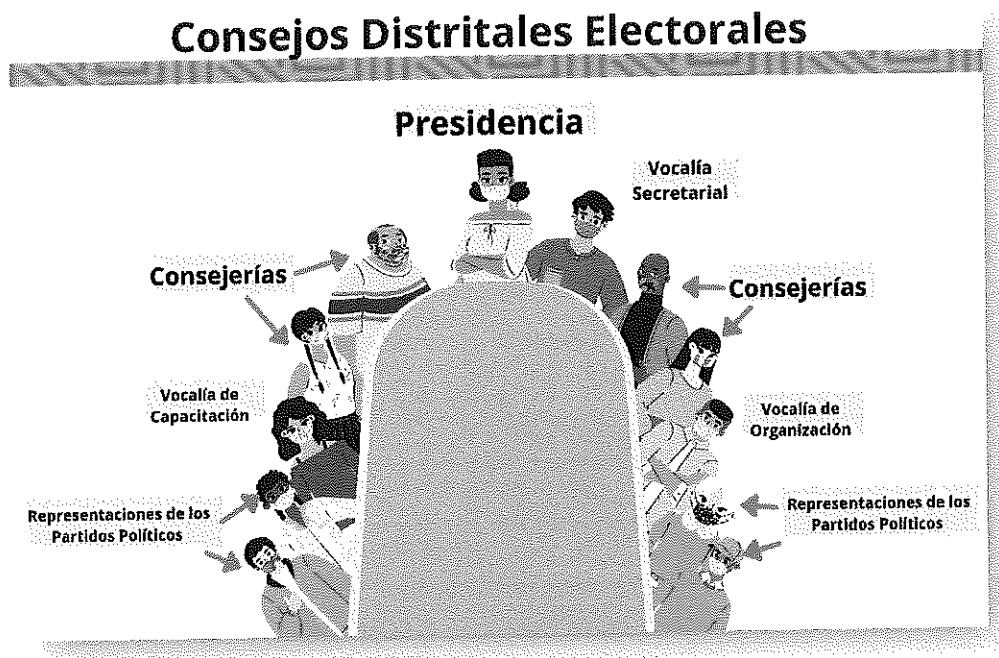 Consejos Distritales Electorales
Presidencia
Vocalía
Secretarial
Consejerías
Consejerías
Vocalía de
Capacitación
Vocalía de
Organización
Representaciones de los
Partidos Políticos
Representaciones de los
Partidos Políticos